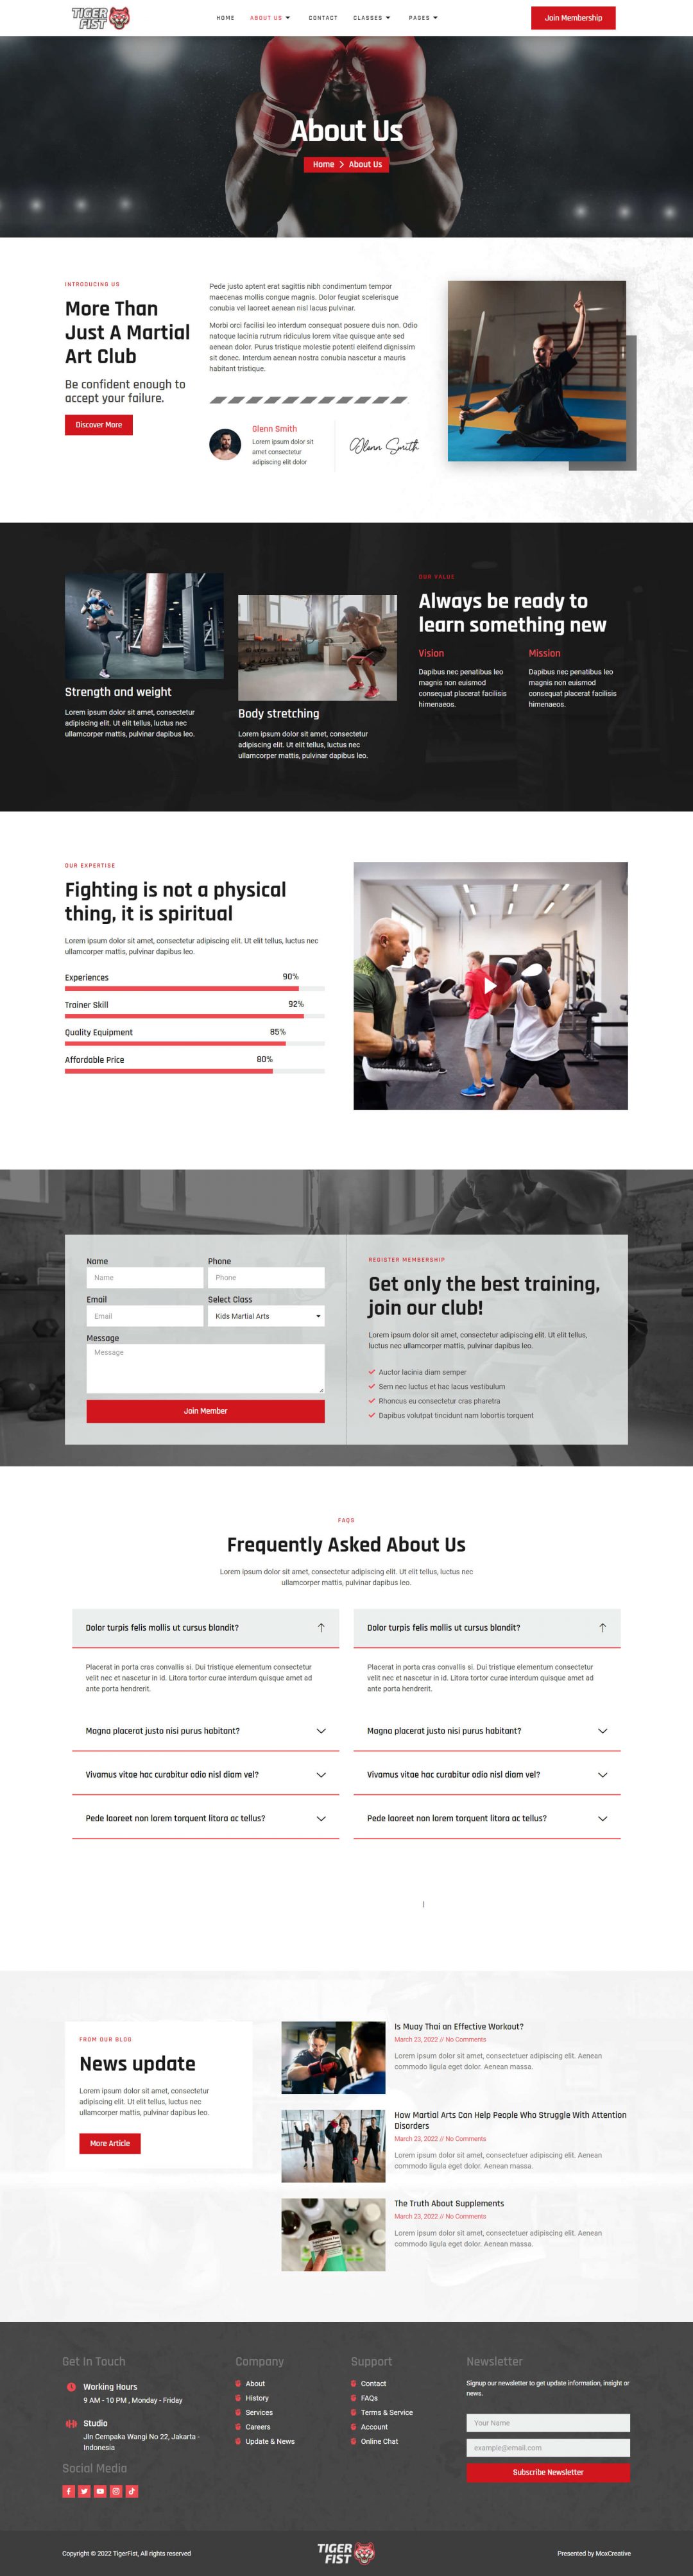 TIGER
FIST
HOME
ABOUT US
CONTACT
CLASSES
PAGES
Join Membership
About Us
Home > About Us
INTRODUCING US
More Than
Just A Martial
Art Club
Be confident enough to
accept your failure.
Discover More
Pede justo aptent erat sagittis nibh condimentum tempor
maecenas mollis congue magnis. Dolor feugiat scelerisque
conubia vel laoreet aenean nisl lacus pulvinar.
Morbi orci facilisi leo interdum consequat posuere duis non. Odio
natoque lacinia rutrum ridiculus lorem vitae quisque ante sed
aenean dolor. Purus tristique molestie potenti eleifend dignissim
sit donec. Interdum aenean nostra conubia nascetur a mauris
habitant tristique.
Glenn Smith
Lorem ipsum dolor sit
amet consectetur
adipiscing elit dolor
Glenn Smith
Strength and weight
Lorem ipsum dolor sit amet, consectetur
adipiscing elit. Ut elit tellus, luctus nec
ullamcorper mattis, pulvinar dapibus leo.
Body stretching
Lorem ipsum dolor sit amet, consectetur
adipiscing elit. Ut elit tellus, luctus nec
ullamcorper mattis, pulvinar dapibus leo.
OUR VALUE
Always be ready to
learn something new
Vision
Dapibus nec penatibus leo
magnis non euismod
consequat placerat facilisis
himenaeos.
Mission
Dapibus nec penatibus leo
magnis non euismod
consequat placerat facilisis
himenaeos.
OUR EXPERTISE
Fighting is not a physical
thing, it is spiritual
Lorem ipsum dolor sit amet, consectetur adipiscing elit. Ut elit tellus, luctus nec
ullamcorper mattis, pulvinar dapibus leo.
Experiences 90%
Trainer Skill 92%
Quality Equipment 85%
Affordable Price 80%
Name
Phone
Name
Phone
Email
Select Class
Email
Kids Martial Arts
Message
Message
Join Member
REGISTER MEMBERSHIP
Get only the best training,
join our club!
Lorem ipsum dolor sit amet, consectetur adipiscing elit. Ut elit tellus,
luctus nec ullamcorper mattis, pulvinar dapibus leo.
Auctor lacinia diam semper
Sem nec luctus et hac lacus vestibulum
Rhoncus eu consectetur cras pharetra
Dapibus volutpat tincidunt nam lobortis torquent
FAQS
Frequently Asked About Us
Lorem ipsum dolor sit amet, consectetur adipiscing elit. Ut elit tellus, luctus nec
ullamcorper mattis, pulvinar dapibus leo.
Dolor turpis felis mollis ut cursus blandit?
Placerat in porta cras convallis si. Dui tristique elementum consectetur
velit nec et nascetur in id. Litora tortor curae interdum quisque amet ad
ante porta hendrerit.
Magna placerat justo nisi purus habitant?
Vivamus vitae hac curabitur odio nisl diam vel?
Pede laoreet non lorem torquent litora ac tellus?
Dolor turpis felis mollis ut cursus blandit?
Placerat in porta cras convallis si. Dui tristique elementum consectetur
velit nec et nascetur in id. Litora tortor curae interdum quisque amet ad
ante porta hendrerit.
Magna placerat justo nisi purus habitant?
Vivamus vitae hac curabitur odio nisl diam vel?
Pede laoreet non lorem torquent litora ac tellus?
FROM OUR BLOG
News update
Lorem ipsum dolor sit amet, consectetur
adipiscing elit. Ut elit tellus, luctus nec
ullamcorper mattis, pulvinar dapibus leo.
More Article
Is Muay Thai an Effective Workout?
March 23, 2022 // No Comments
Lorem ipsum dolor sit amet, consectetuer adipiscing elit. Aenean
commodo ligula eget dolor. Aenean massa.
How Martial Arts Can Help People Who Struggle With Attention
Disorders
March 23, 2022 // No Comments
Lorem ipsum dolor sit amet, consectetuer adipiscing elit. Aenean
commodo ligula eget dolor. Aenean massa.
The Truth About Supplements
March 23, 2022 // No Comments
Lorem ipsum dolor sit amet, consectetuer adipiscing elit. Aenean
commodo ligula eget dolor. Aenean massa.
Get In Touch
Working Hours
9 AM - 10 PM , Monday - Friday
Studio
Jln Cempaka Wangi No 22, Jakarta -
Indonesia
Social Media
Company
About
History
Services
Careers
Update & News
Support
Contact
FAQs
Terms & Service
Account
Online Chat
Newsletter
Signup our newsletter to get update information, insight or
news.
Your Name
example@email.com
Subscribe Newsletter
Copyright © 2022 TigerFist, All rights reserved
TIGER
FIST
Presented by MoxCreative